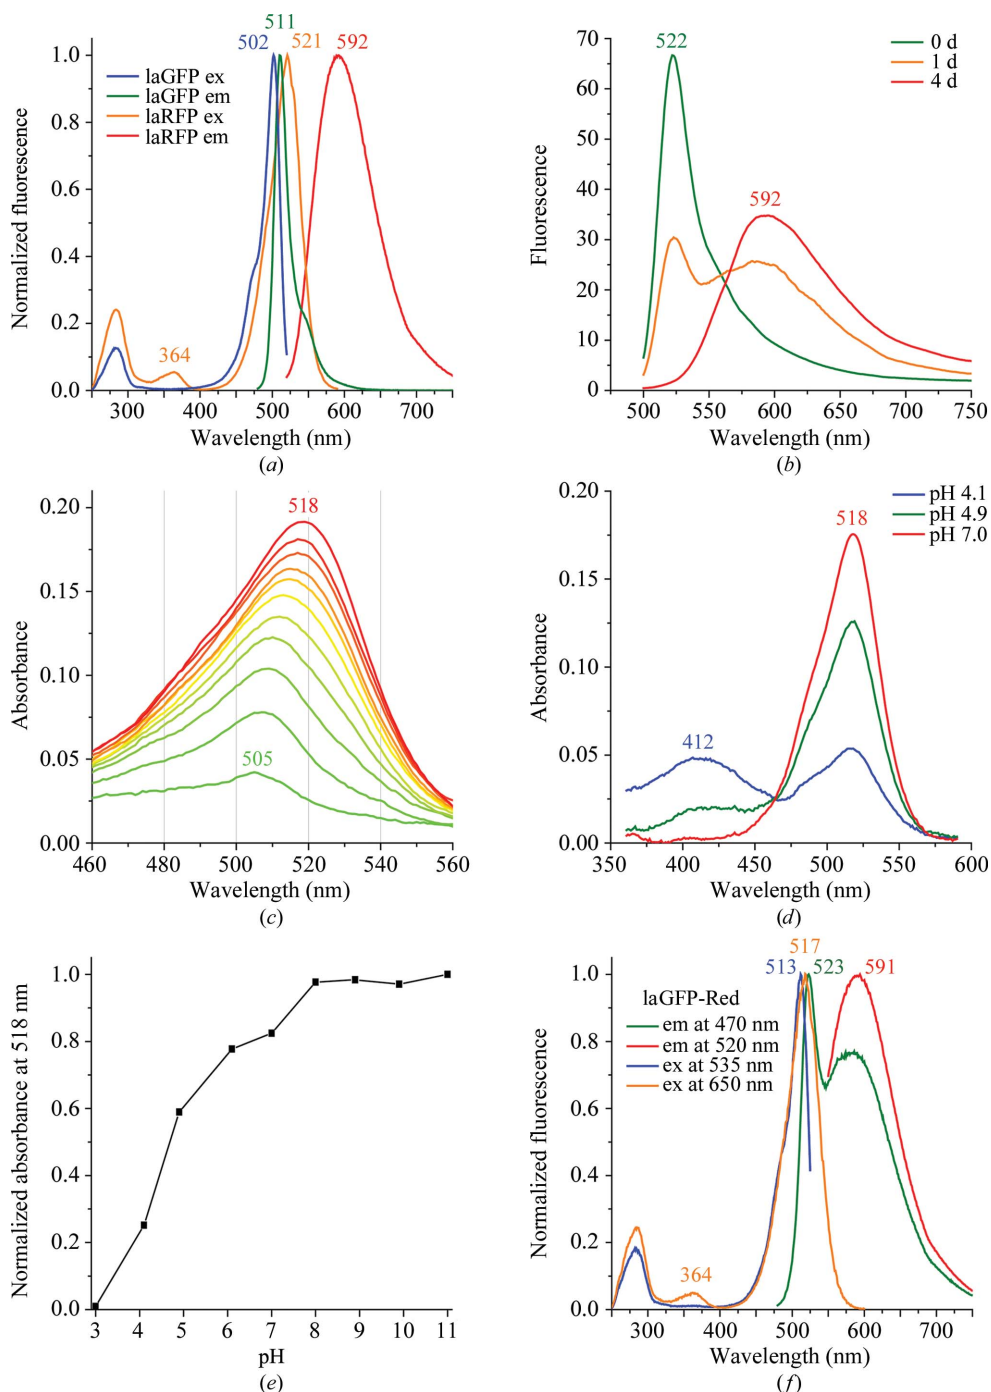 511
502 521 592
1.0
laGFP ex
laGFP em
laRFP ex
laRFP em
0.8
0.6
0.4
0.2
0.0
364
Normalized fluorescence
300 400 500 600 700
Wavelength (nm)
(a)
70
60
50
40
30
20
10
0
522
592
0 d
1 d
4 d
Fluorescence
500 550 600 650 700 750
Wavelength (nm)
(b)
0.20
0.15
0.10
0.05
0.00
518
505
Absorbance
460 480 500 520 540 560
Wavelength (nm)
(c)
0.20
0.15
0.10
0.05
0.00
pH 4.1
pH 4.9
pH 7.0
518
412
Absorbance
350 400 450 500 550 600
Wavelength (nm)
(d)
1.0
0.8
0.6
0.4
0.2
0.0
Normalized absorbance at 518 nm
3 4 5 6 7 8 9 10 11
pH
(e)
517
513 523 591
1.0
0.8
0.6
0.4
0.2
0.0
laGFP-Red
em at 470 nm
em at 520 nm
ex at 535 nm
ex at 650 nm
364
Normalized fluorescence
300 400 500 600 700
Wavelength (nm)
(f)